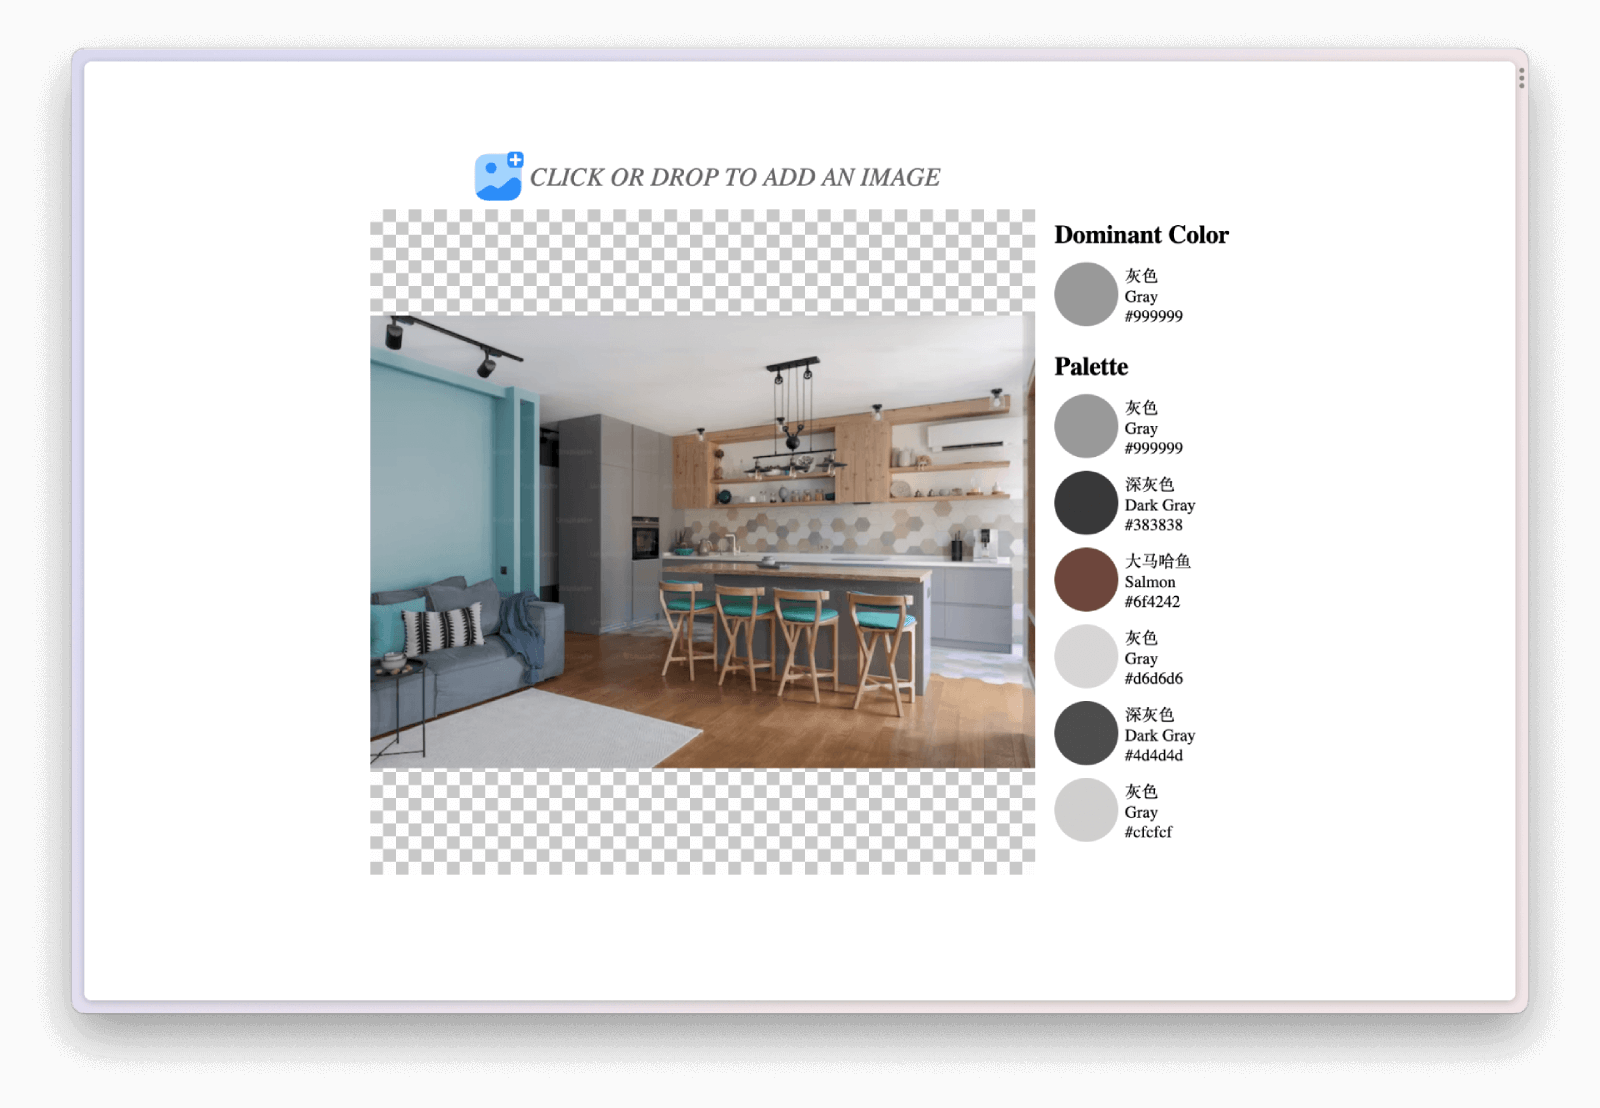 CLICK OR DROP TO ADD AN IMAGE
Dominant Color
灰色
Gray
#999999
Palette
灰色
Gray
#999999
深灰色
Dark Gray
#383838
大马哈鱼
Salmon
#6f4242
灰色
Gray
#d6d6d6
深灰色
Dark Gray
#4d4d4d
灰色
Gray
#cfcfcf